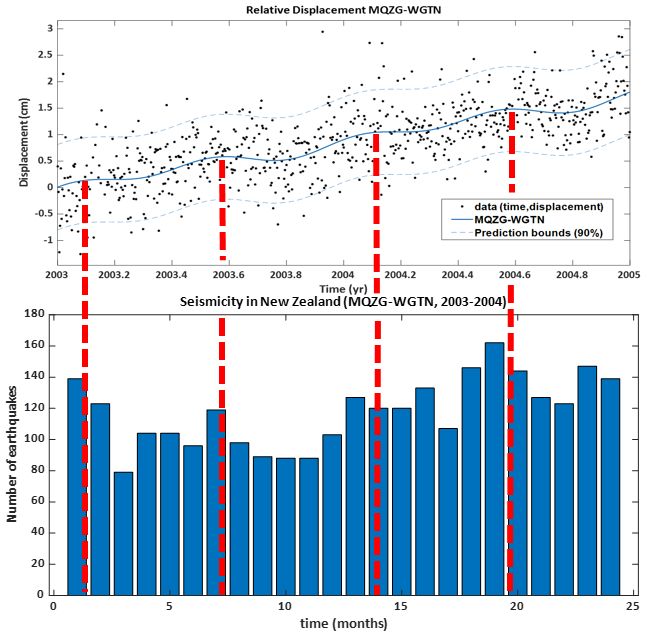 Relative Displacement MQZG-WGTN
3
2.5
2
1.5
1
0.5
0
-0.5
-1
Displacement (cm)
data (time,displacement)
MQZG-WGTN
Prediction bounds (90%)
2003 2003.2 2003.4 2003.6 2003.8 2004 2004.2 2004.4 2004.6 2004.8 2005
Time (yr)
Seismicity in New Zealand (MQZG-WGTN, 2003-2004)
180
160
140
120
100
80
60
40
20
0
Number of earthquakes
0 5 10 15 20 25
time (months)